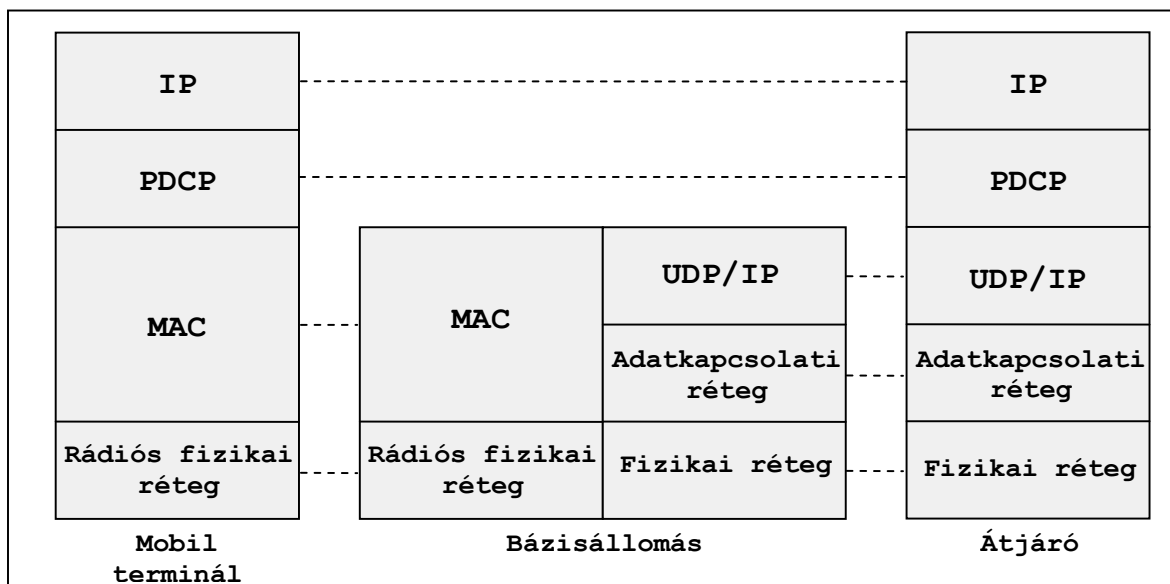 IP
IP
PDCP
PDCP
MAC
MAC
UDP/IP
UDP/IP
Adatkapcsolati
réteg
Adatkapcsolati
réteg
Rádiós fizikai
réteg
Rádiós fizikai
réteg
Fizikai réteg
Fizikai réteg
Mobil
terminál
Bázisállomás
Átjáró